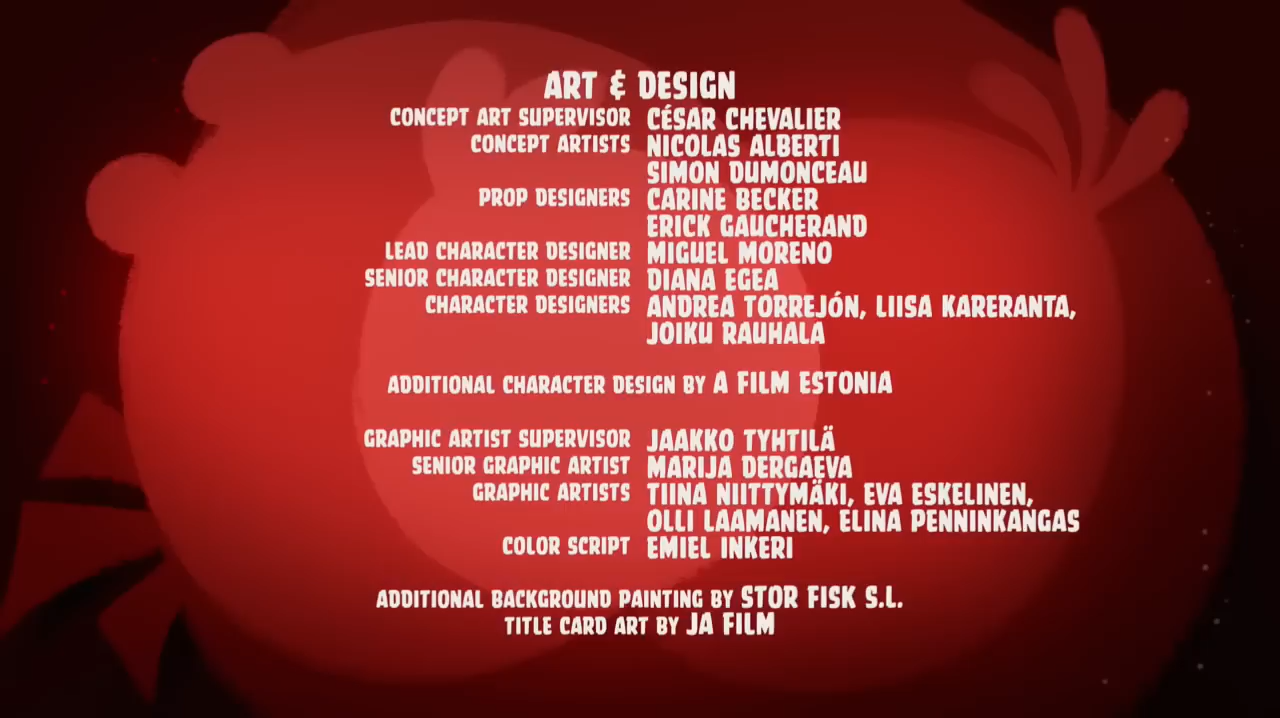 ART & DESIGN
CONCEPT ART SUPERVISOR CÉSAR CHEVALIER
CONCEPT ARTISTS NICOLAS ALBERTI
SIMON DUMONCEAU
PROP DESIGNERS CARINE BECKER
ERICK GAUCHERAND
LEAD CHARACTER DESIGNER MIGUEL MORENO
SENIOR CHARACTER DESIGNER DIANA EGEA
CHARACTER DESIGNERS ANDREA TORREJÓN, LIISA KARERANTA,
JOIKU RAUHALA
ADDITIONAL CHARACTER DESIGN BY A FILM ESTONIA
GRAPHIC ARTIST SUPERVISOR JAAKKO TYHTILÄ
SENIOR GRAPHIC ARTIST MARIJA DERGAEVA
GRAPHIC ARTISTS TIINA NIITTYMÄKI, EVA ESKELINEN,
OLLI LAAMANEN, ELINA PENNINKANGAS
COLOR SCRIPT EMIEL INKERI
ADDITIONAL BACKGROUND PAINTING BY STOR FISK S.L.
TITLE CARD ART BY JA FILM